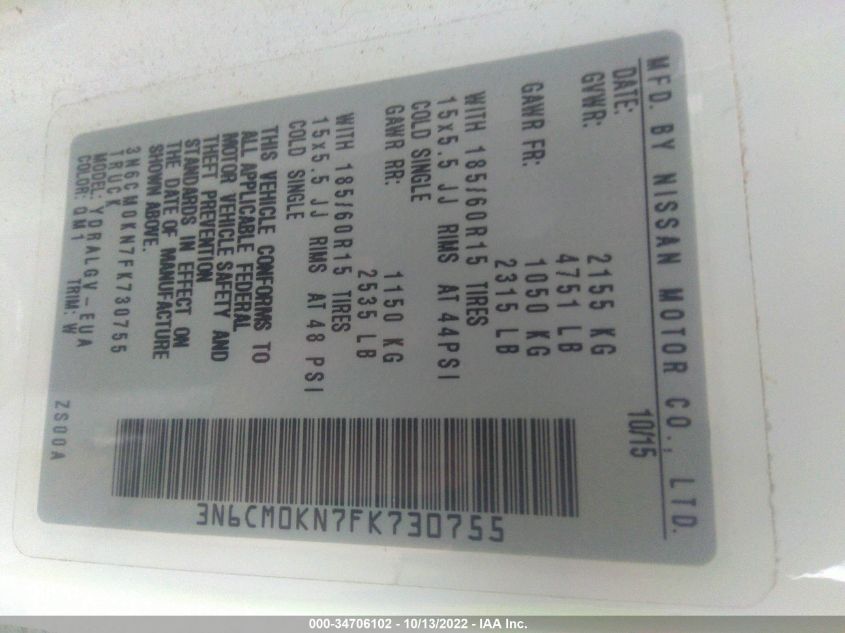 MFD. BY NISSAN MOTOR CO., LTD.
DATE: 10/15
GVWR: 2155 KG
4751 LB
GAWR FR: 1050 KG
2315 LB
WITH 185/60R15 TIRES
15x5.5 JJ RIMS AT 44PSI
COLD SINGLE
GAWR RR: 1150 KG
2535 LB
WITH 185/60R15 TIRES
15x5.5 JJ RIMS AT 48 PSI
COLD SINGLE
THIS VEHICLE CONFORMS TO
ALL APPLICABLE FEDERAL
MOTOR VEHICLE SAFETY AND
THEFT PREVENTION
STANDARDS IN EFFECT ON
THE DATE OF MANUFACTURE
SHOWN ABOVE.
3N6CM0KN7FK730755
TRUCK
MODEL: YDRALGV-EUA
COLOR: QM1 TRIM: W
ZS00A
3N6CM0KN7FK730755
000-34706102 - 10/13/2022 - IAA Inc.